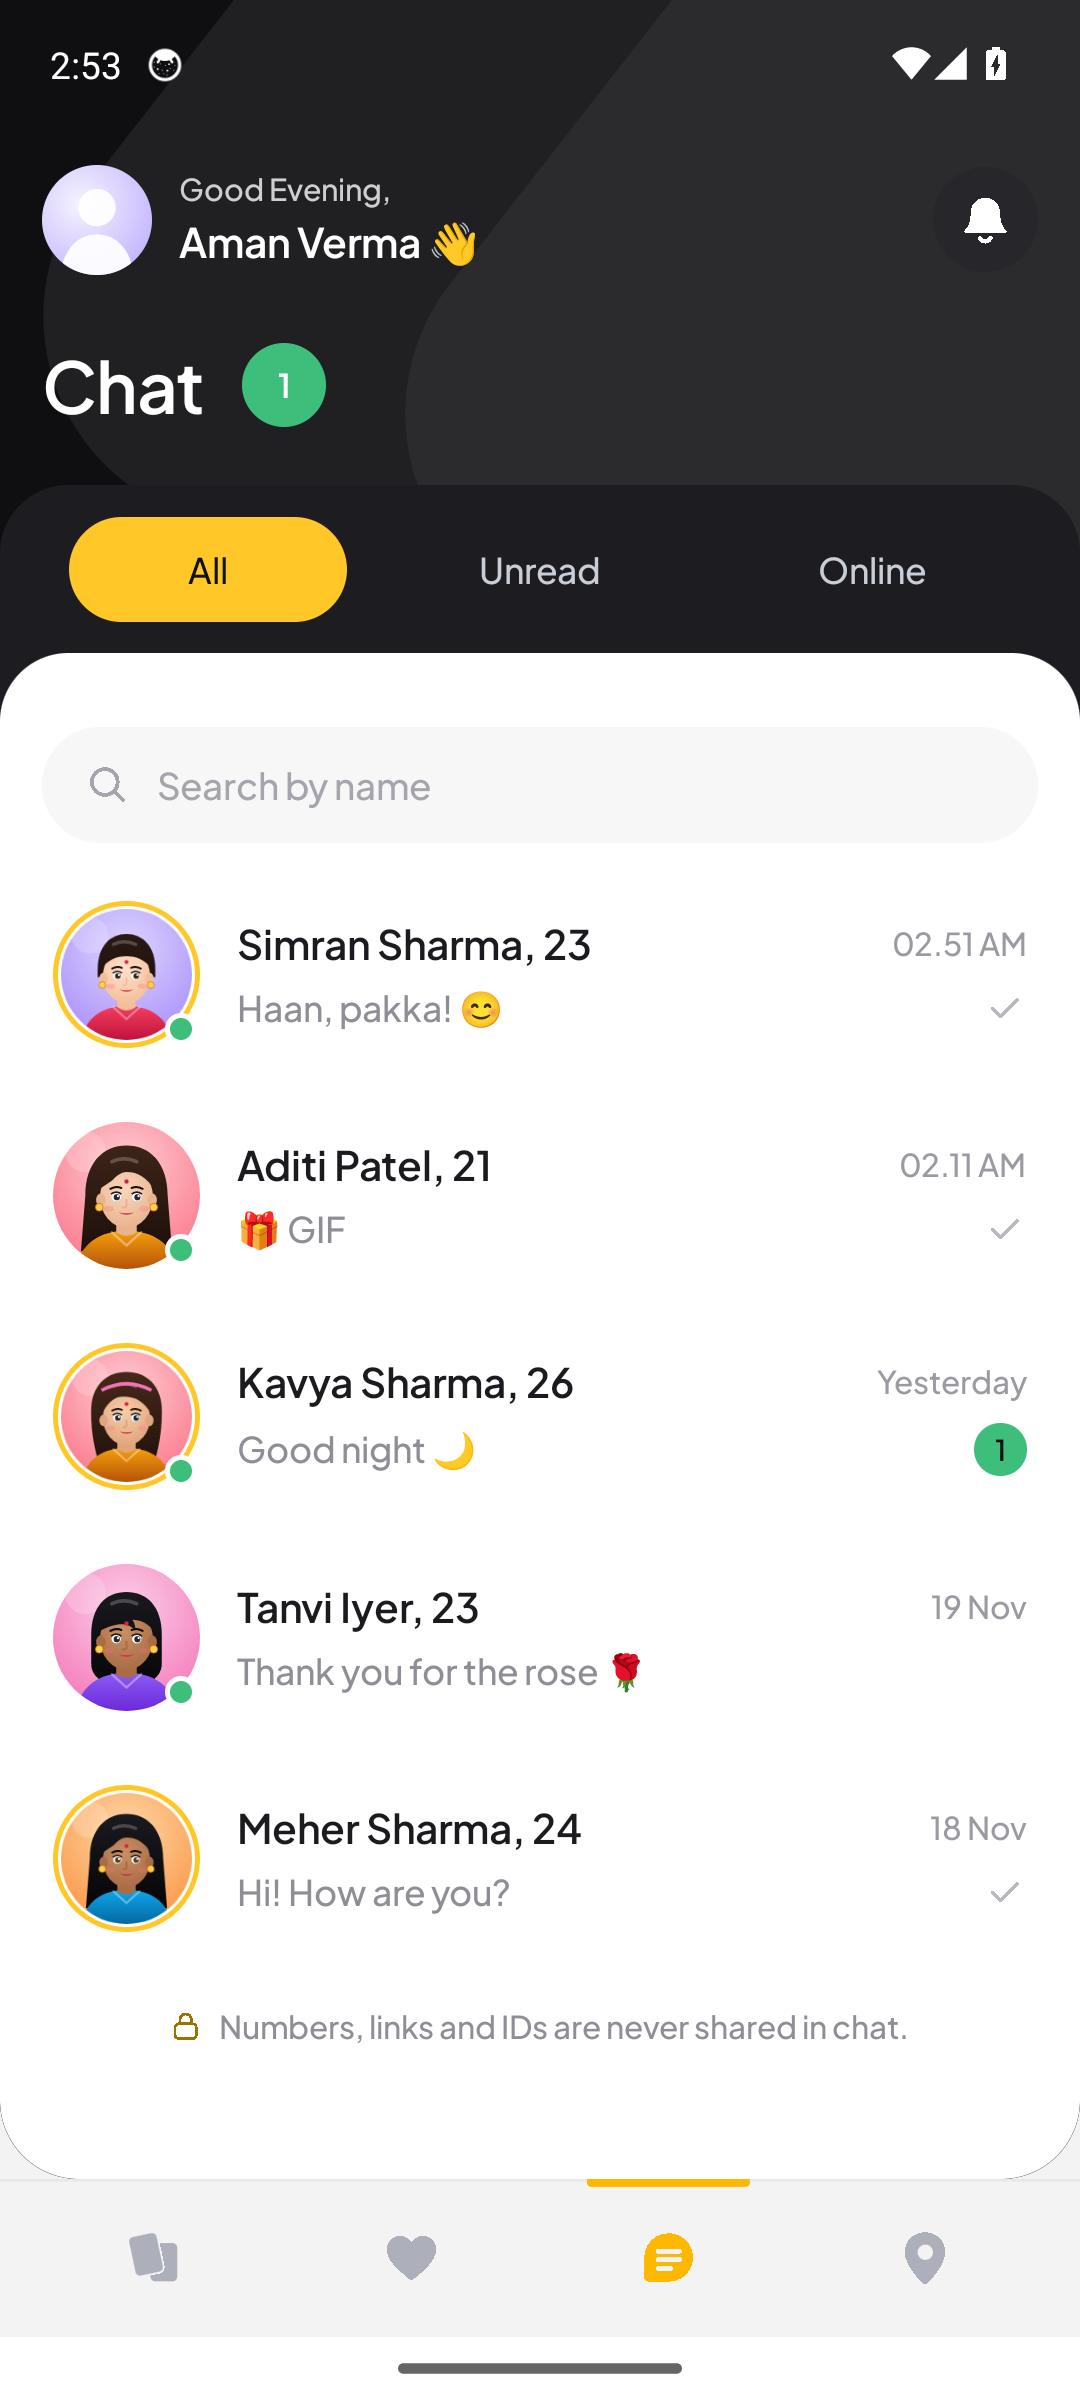 2:53
Good Evening,
Aman Verma 👋
Chat 1
All Unread Online
Search by name
Simran Sharma, 23 02.51 AM
Haan, pakka! 😊
Aditi Patel, 21 02.11 AM
🎁 GIF
Kavya Sharma, 26 Yesterday
Good night 🌙 1
Tanvi Iyer, 23 19 Nov
Thank you for the rose 🌹
Meher Sharma, 24 18 Nov
Hi! How are you?
Numbers, links and IDs are never shared in chat.